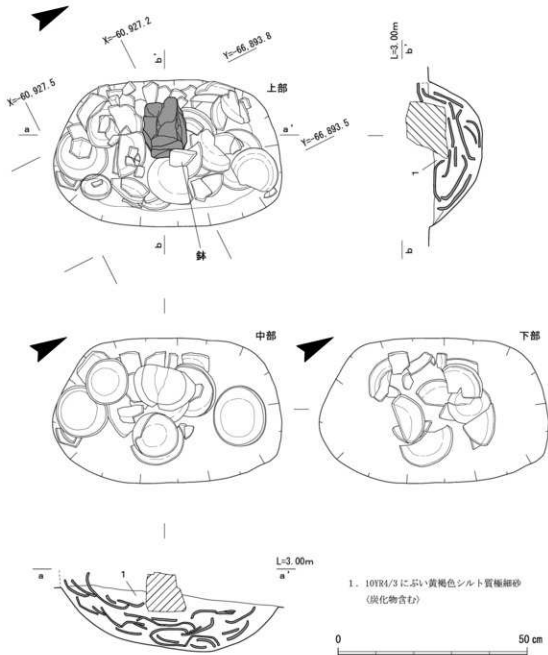 X=-60,927.2
Y=-66,893.8
X=-60,927.5
b'
上部
a
a'
Y=-66,893.5
b
鉢
L=3.00m
b'
1
b
中部
下部
L=3.00m
a
1
a'
1．10YR4/3 にぶい黄褐色シルト質極細砂
（炭化物含む）
0
50 cm